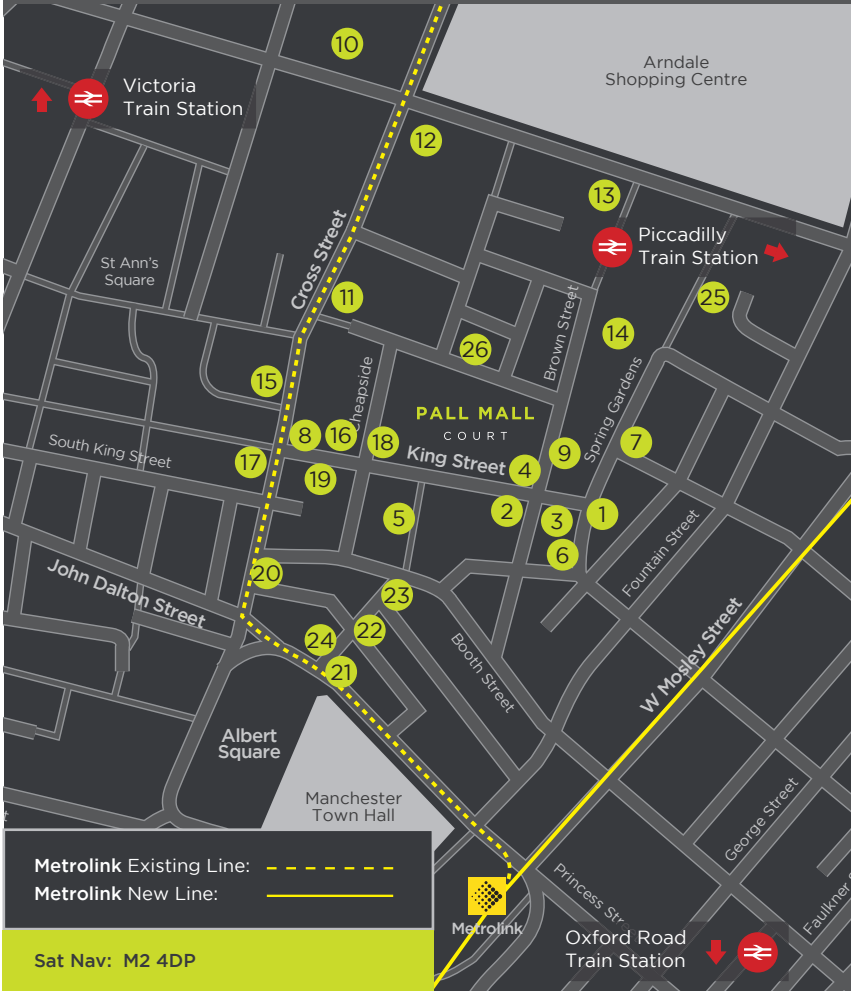 10
Arndale
Shopping Centre
Victoria
Train Station
12
13
Cross Street
Piccadilly
Train Station
St Ann's
Square
11
25
14
Brown Street
26
15
Cheapside
Spring Gardens
PALL MALL
COURT
8
16
18
King Street
9
7
South King Street
17
4
19
5
2
3
1
6
Fountain Street
20
John Dalton Street
23
22
24
21
Booth Street
W Mosley Street
Albert
Square
Manchester
Town Hall
George Street
Metrolink Existing Line:
Metrolink New Line:
Princess Str
Faulkner S
Metrolink
Oxford Road
Train Station
Sat Nav: M2 4DP